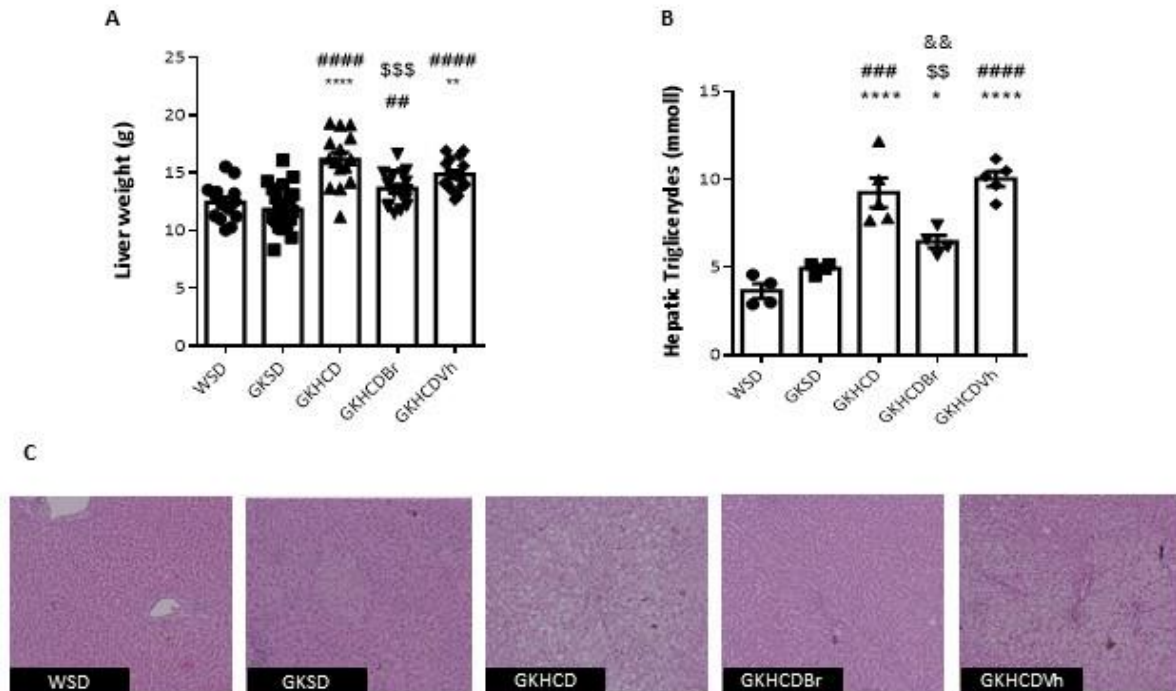 A
Liver weight (g)
25
20
15
10
5
0
####
****
$$$
##
####
**
WSD
GKSD
GKHCD
GKHCDBr
GKHCDVh
B
Hepatic Triglicerydes (mmoll)
15
10
5
0
###
****
&&
$$
*
####
****
WSD
GKSD
GKHCD
GKHCDBr
GKHCDVh
C
WSD
GKSD
GKHCD
GKHCDBr
GKHCDVh